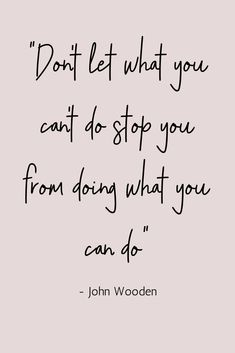 "Don't let what you
can't do stop you
from doing what you
can do"
- John Wooden